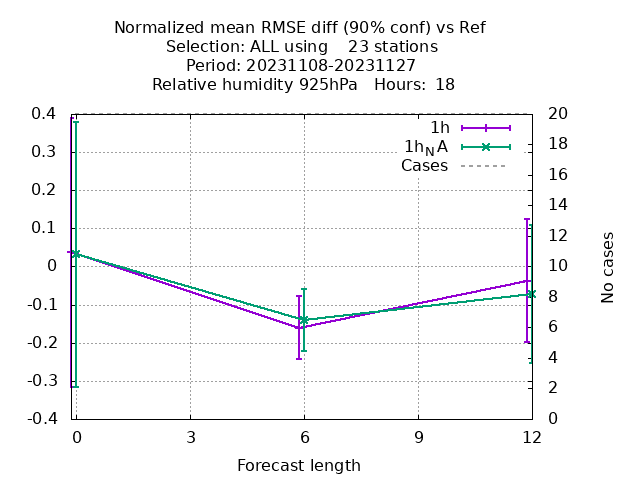 Normalized mean RMSE diff (90% conf) vs Ref
Selection: ALL using 23 stations
Period: 20231108-20231127
Relative humidity 925hPa Hours: 18
1h
1h_N A
Cases
0.4
0.3
0.2
0.1
0
-0.1
-0.2
-0.3
-0.4
20
18
16
14
12
10
8
6
4
2
0
No cases
0 3 6 9 12
Forecast length